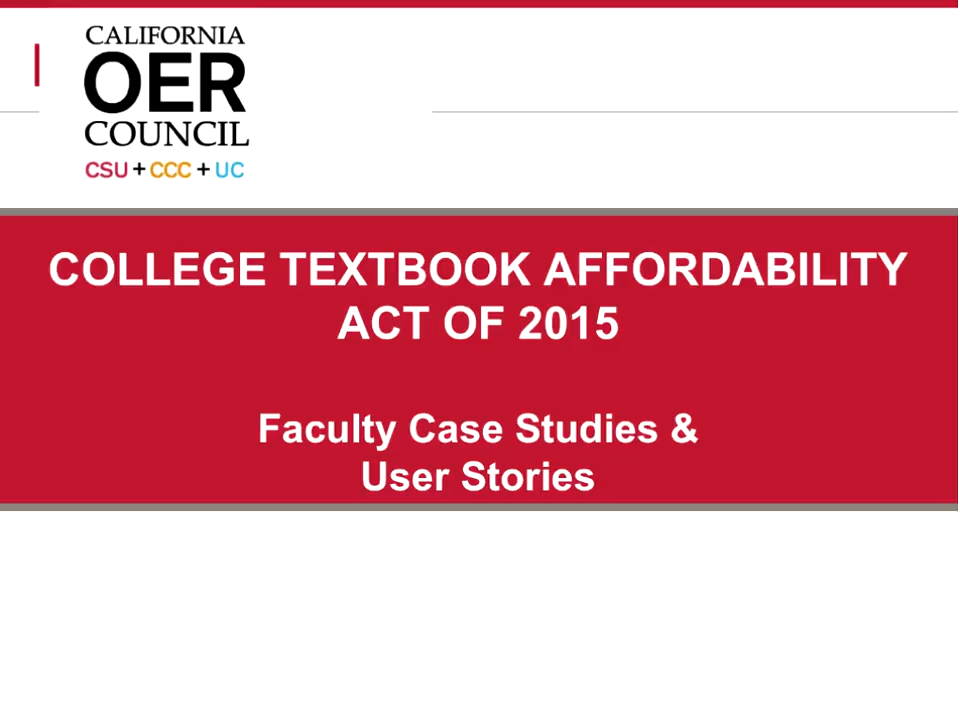 CALIFORNIA
OER
COUNCIL
CSU + CCC + UC
COLLEGE TEXTBOOK AFFORDABILITY
ACT OF 2015
Faculty Case Studies &
User Stories